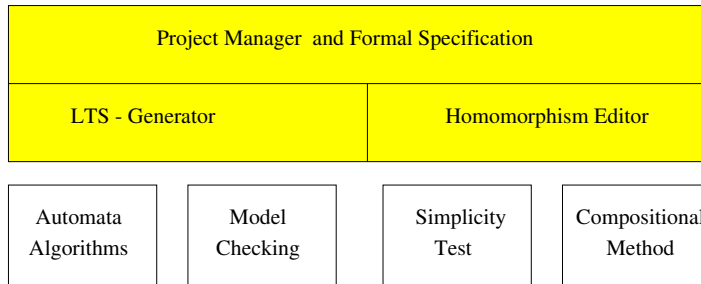 Project Manager and Formal Specification
LTS - Generator
Homomorphism Editor
Automata
Algorithms
Model
Checking
Simplicity
Test
Compositional
Method